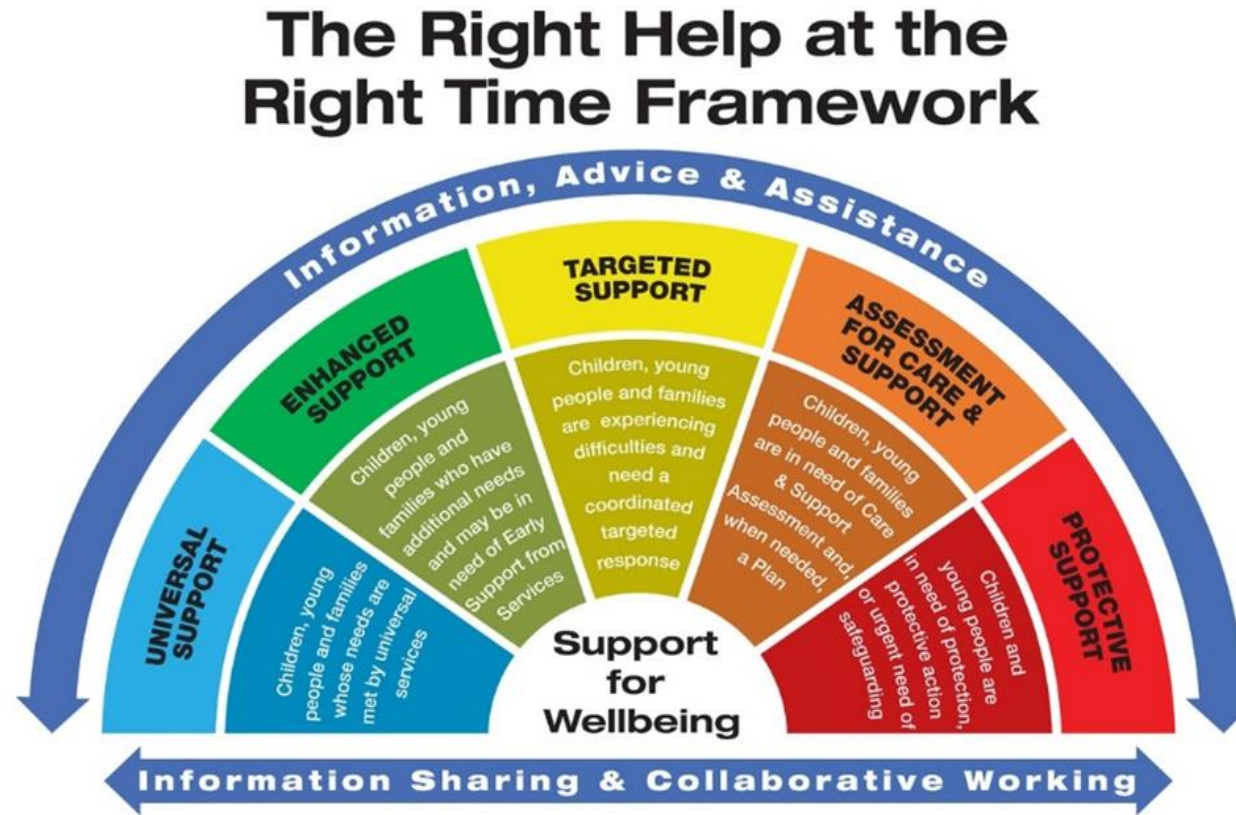 The Right Help at the
Right Time Framework
Information, Advice & Assistance
UNIVERSAL
SUPPORT
Children, young
people and families
whose needs are
met by universal
services
ENHANCED
SUPPORT
Children, young
people and
families who have
additional needs
and may be in
need of Early
Support from
Services
TARGETED
SUPPORT
Children, young
people and families
are experiencing
difficulties and
need a
coordinated
targeted
response
ASSESSMENT
FOR CARE &
SUPPORT
Children, young
people and families
are in need of Care
& Support
Assessment and,
when needed,
a Plan
PROTECTIVE
SUPPORT
Children and
young people are
in need of protection,
protective action
or urgent need of
safeguarding
Support
for
Wellbeing
Information Sharing & Collaborative Working